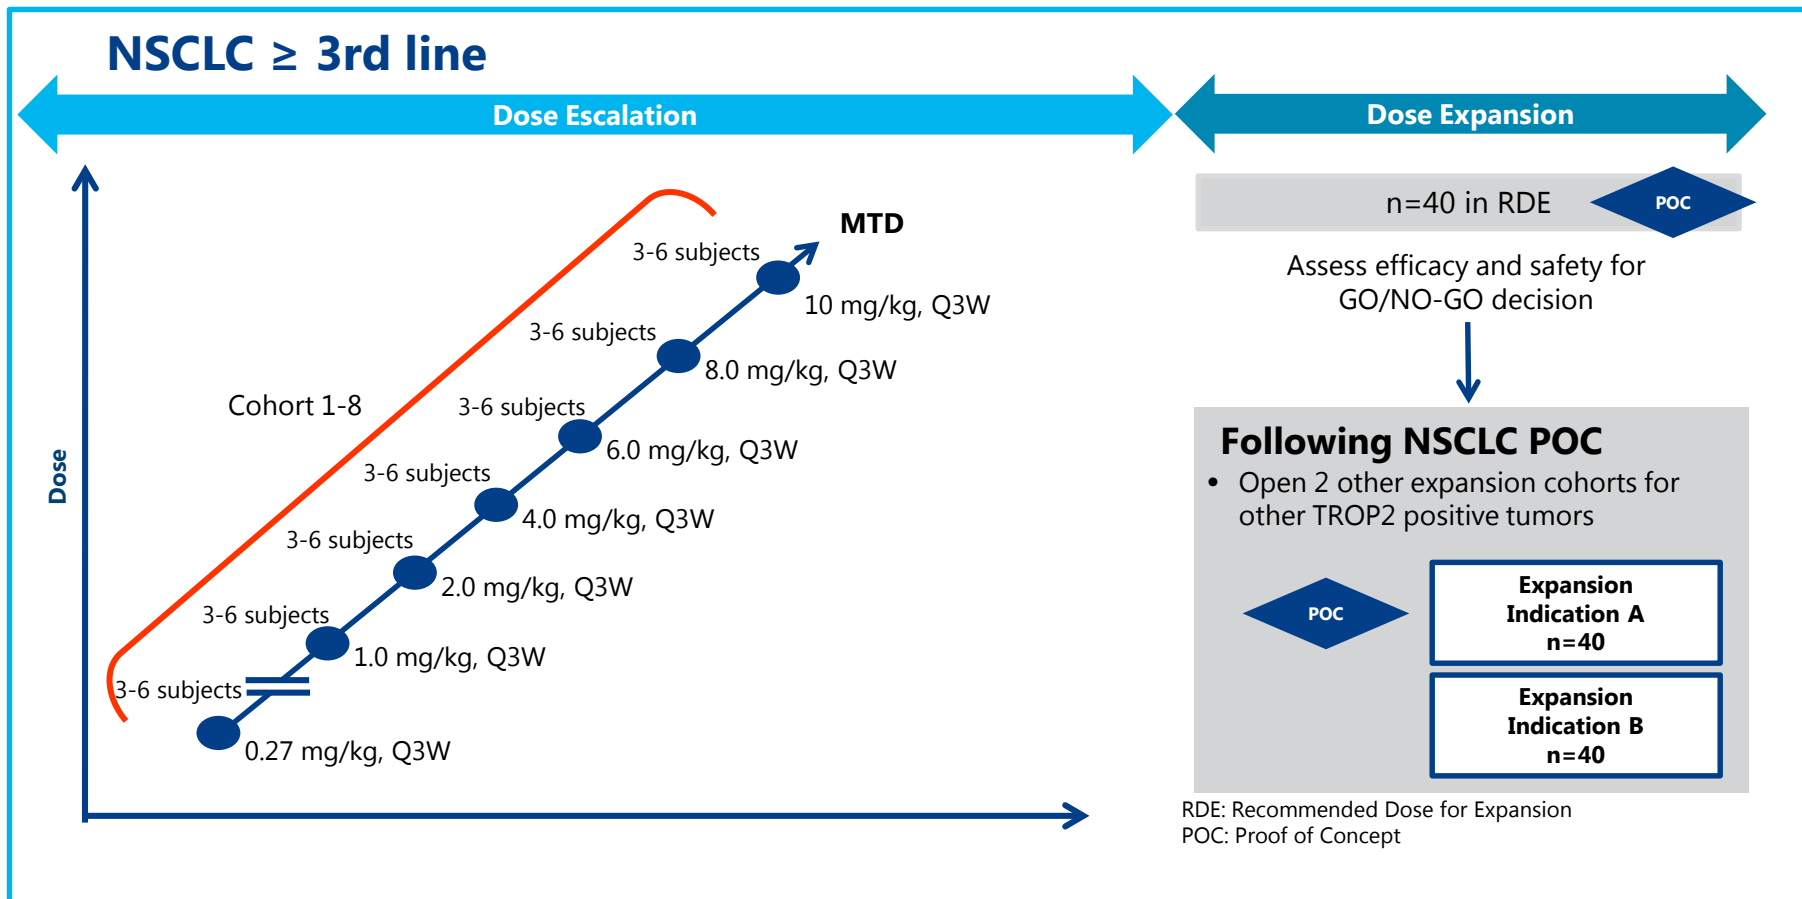 NSCLC ≥ 3rd line
Dose Escalation
Dose Expansion
Dose
Cohort 1-8
MTD
3-6 subjects
10 mg/kg, Q3W
3-6 subjects
8.0 mg/kg, Q3W
3-6 subjects
6.0 mg/kg, Q3W
3-6 subjects
4.0 mg/kg, Q3W
3-6 subjects
2.0 mg/kg, Q3W
3-6 subjects
1.0 mg/kg, Q3W
3-6 subjects
0.27 mg/kg, Q3W
n=40 in RDE
POC
Assess efficacy and safety for
GO/NO-GO decision
Following NSCLC POC
• Open 2 other expansion cohorts for
other TROP2 positive tumors
POC
Expansion
Indication A
n=40
Expansion
Indication B
n=40
RDE: Recommended Dose for Expansion
POC: Proof of Concept